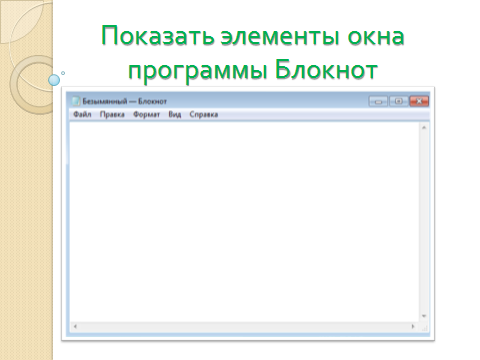 Показать элементы окна
программы Блокнот
Безымянный — Блокнот
Файл Правка Формат Вид Справка